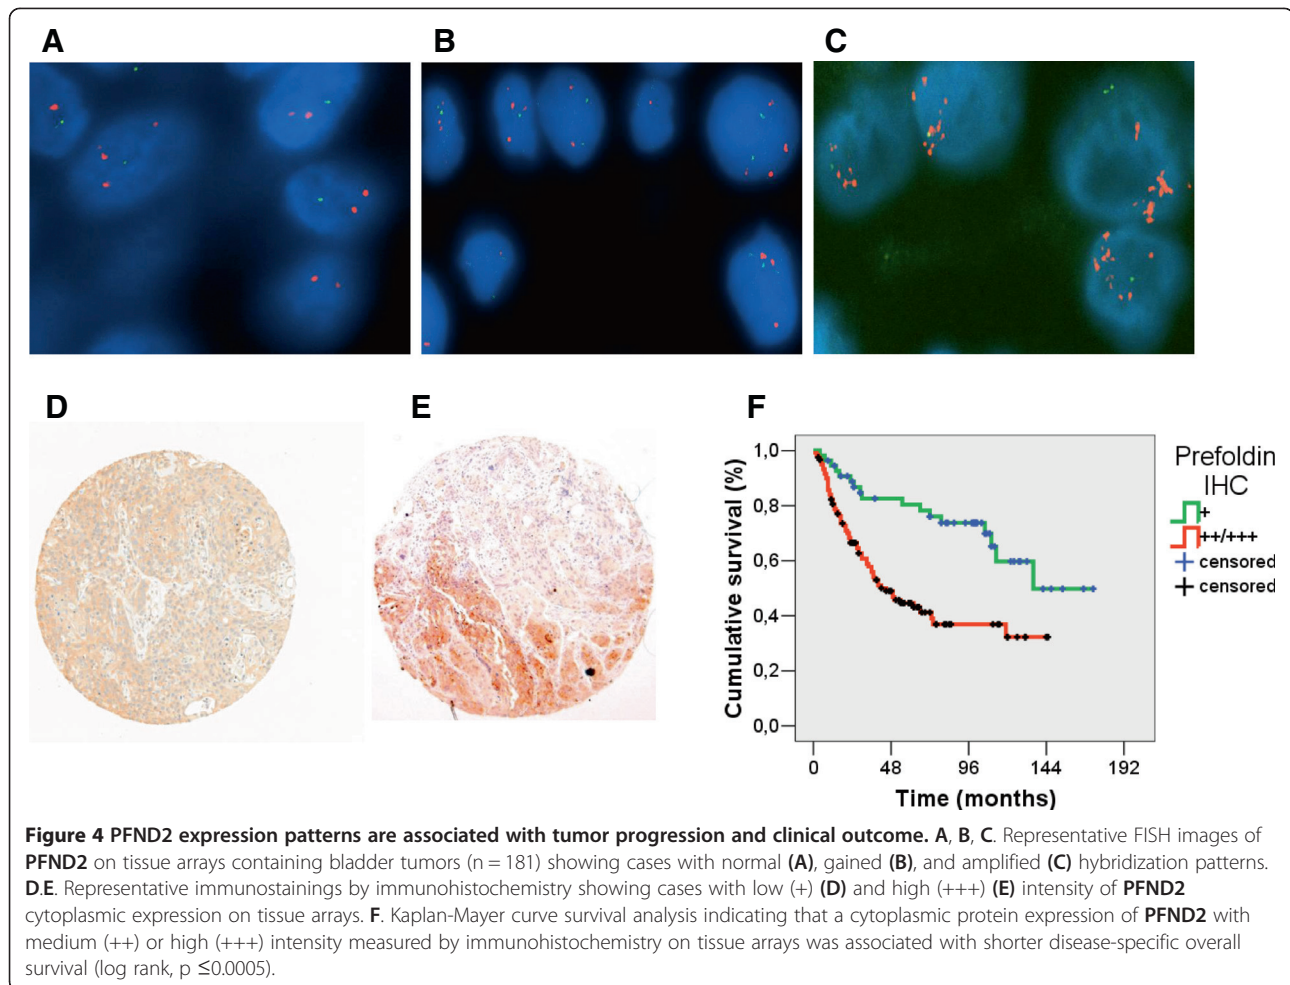 A
B
C
D
E
F
1,0
0,8
0,6
0,4
0,2
0,0
Cumulative survival (%)
0
48
96
144
192
Time (months)
Prefoldin
IHC
+
++/+++
censored
censored
Figure 4 PFND2 expression patterns are associated with tumor progression and clinical outcome. A, B, C. Representative FISH images of
PFND2 on tissue arrays containing bladder tumors (n = 181) showing cases with normal (A), gained (B), and amplified (C) hybridization patterns.
D.E. Representative immunostainings by immunohistochemistry showing cases with low (+) (D) and high (+++) (E) intensity of PFND2
cytoplasmic expression on tissue arrays. F. Kaplan-Mayer curve survival analysis indicating that a cytoplasmic protein expression of PFND2 with
medium (++) or high (+++) intensity measured by immunohistochemistry on tissue arrays was associated with shorter disease-specific overall
survival (log rank, p ≤0.0005).